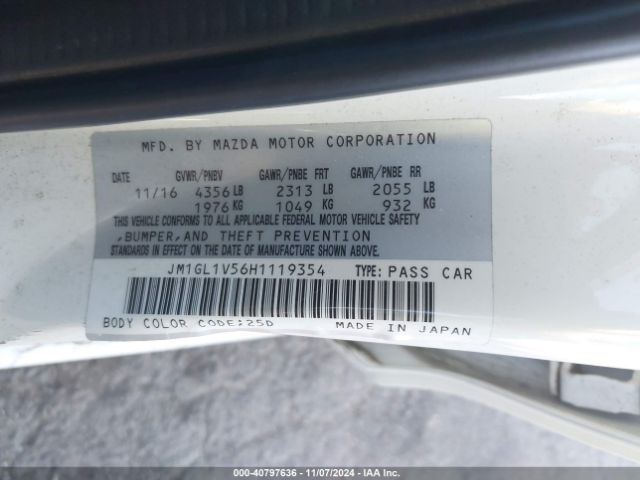 MFD. BY MAZDA MOTOR CORPORATION
DATE GVWR/PNBV GAWR/PNBE FRT GAWR/PNBE RR
11/16 4356 LB 2313 LB 2055 LB
1976 KG 1049 KG 932 KG
THIS VEHICLE CONFORMS TO ALL APPLICABLE FEDERAL MOTOR VEHICLE SAFETY
,BUMPER,AND THEFT PREVENTION
STANDARDS IN EFFECT ON THE DATE OF MANUFACTURE SHOWN ABOVE.
JM1GL1V56H1119354 TYPE: PASS CAR
BODY COLOR CODE:25D MADE IN JAPAN
000-40797636 - 11/07/2024 - IAA Inc.